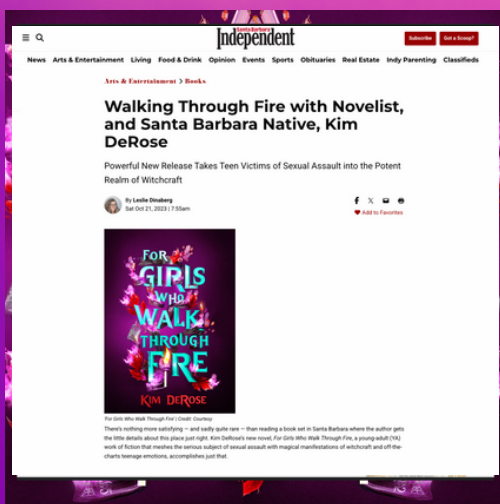 Santa Barbara
Independent
Subscribe
Got a Scoop?
News Arts & Entertainment Living Food & Drink Opinion Events Sports Obituaries Real Estate Indy Parenting Classifieds
Arts & Entertainment > Books
Walking Through Fire with Novelist,
and Santa Barbara Native, Kim
DeRose
Powerful New Release Takes Teen Victims of Sexual Assault into the Potent
Realm of Witchcraft
By Leslie Dinaberg
Sat Oct 21, 2023 | 7:55am
Add to Favorites
FOR
GIRLS
WHO
WALK
THROUGH
FIRE
KIM DEROSE
For Girls Who Walk Through Fire | Credit: Courtesy
There's nothing more satisfying — and sadly quite rare — than reading a book set in Santa Barbara where the author gets
the little details about this place just right. Kim DeRose's new novel, For Girls Who Walk Through Fire, a young adult (YA)
work of fiction that meshes the serious subject of sexual assault with magical manifestations of witchcraft and off-the-
charts teenage emotions, accomplishes just that.